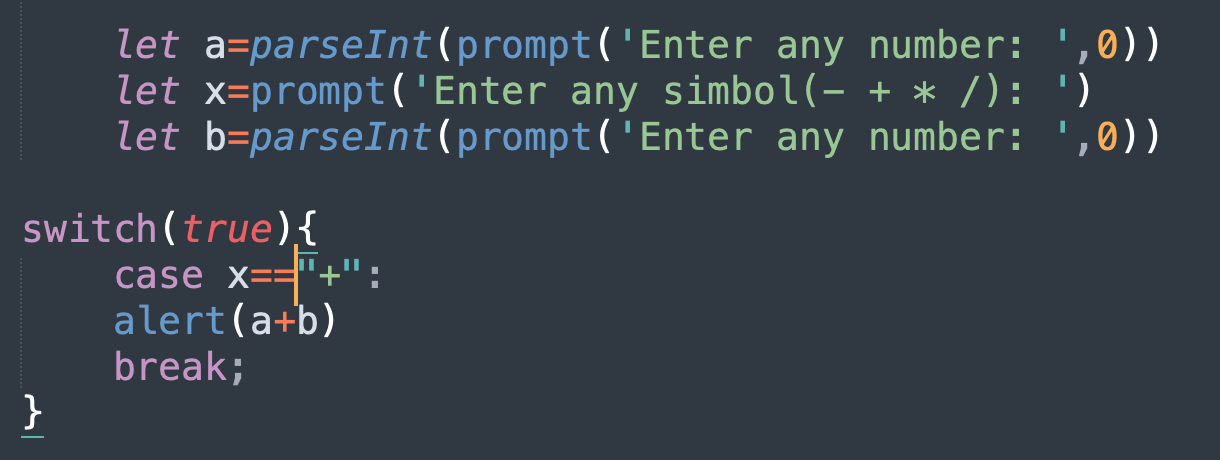 let a=parseInt(prompt('Enter any number: ',0))
let x=prompt('Enter any simbol(- + * /): ')
let b=parseInt(prompt('Enter any number: ',0))
switch(true){
case x=="+":
alert(a+b)
break;
}